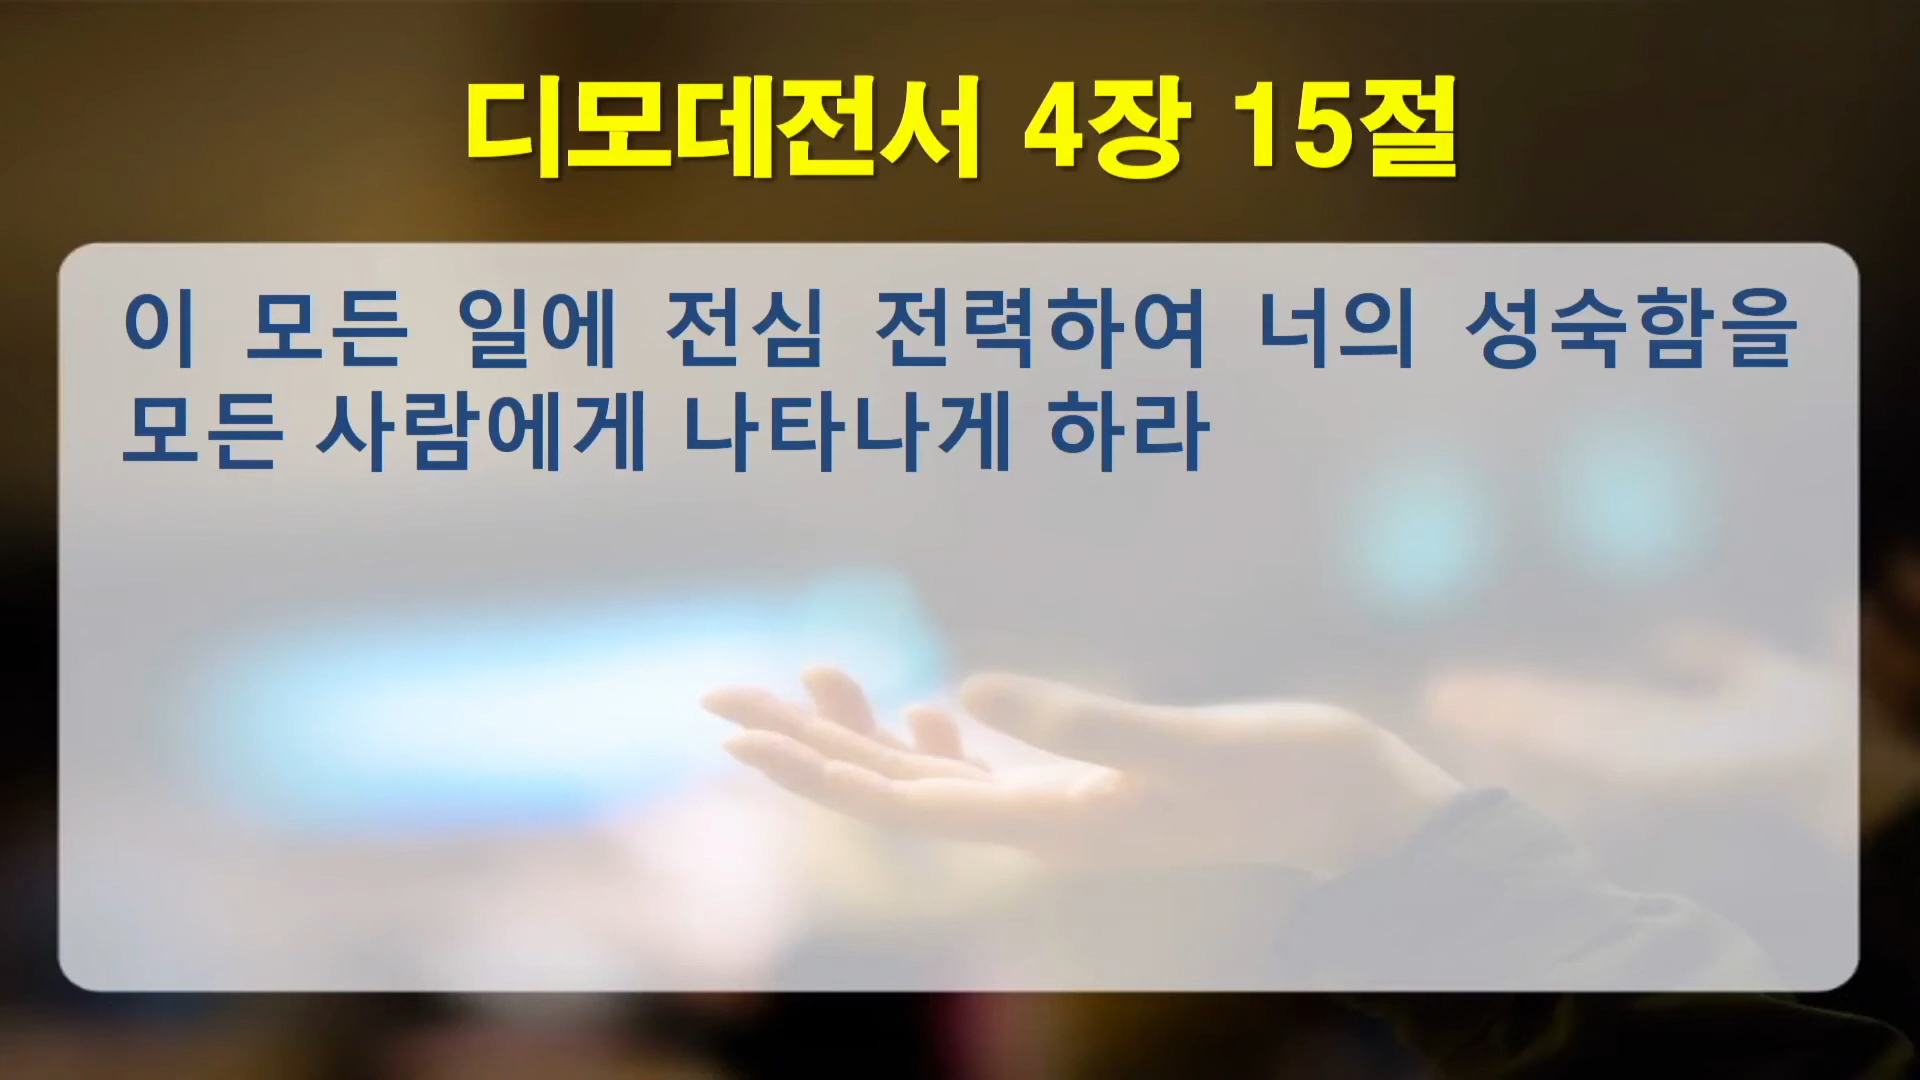 디모데전서 4장 15절
이 모든 일에 전심 전력하여 너의 성숙함을
모든 사람에게 나타나게 하라